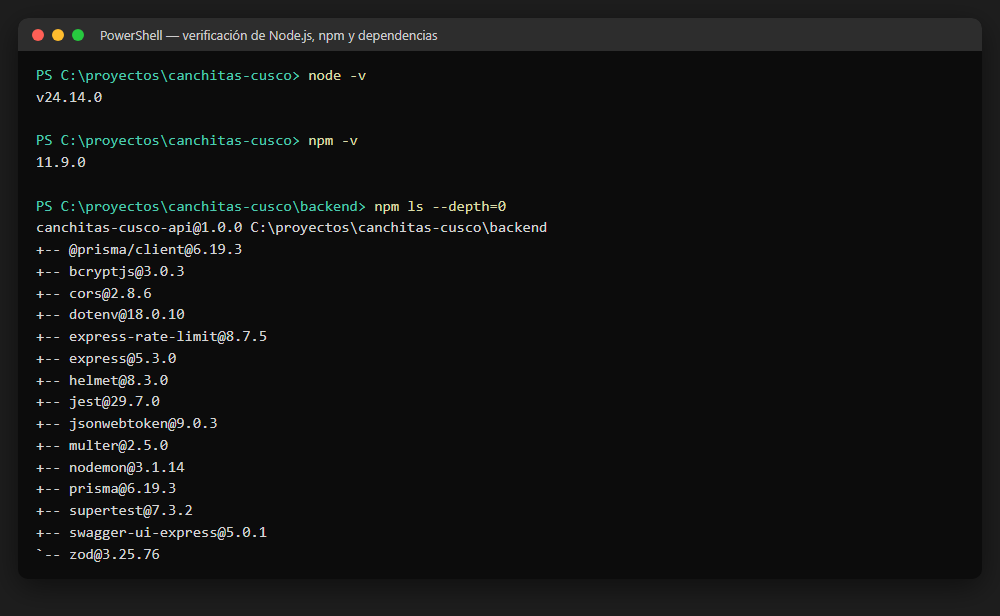 PowerShell — verificación de Node.js, npm y dependencias
PS C:\proyectos\canchitas-cusco> node -v
v24.14.0
PS C:\proyectos\canchitas-cusco> npm -v
11.9.0
PS C:\proyectos\canchitas-cusco\backend> npm ls --depth=0
canchitas-cusco-api@1.0.0 C:\proyectos\canchitas-cusco\backend
+-- @prisma/client@6.19.3
+-- bcryptjs@3.0.3
+-- cors@2.8.6
+-- dotenv@18.0.10
+-- express-rate-limit@8.7.5
+-- express@5.3.0
+-- helmet@8.3.0
+-- jest@29.7.0
+-- jsonwebtoken@9.0.3
+-- multer@2.5.0
+-- nodemon@3.1.14
+-- prisma@6.19.3
+-- supertest@7.3.2
+-- swagger-ui-express@5.0.1
`-- zod@3.25.76